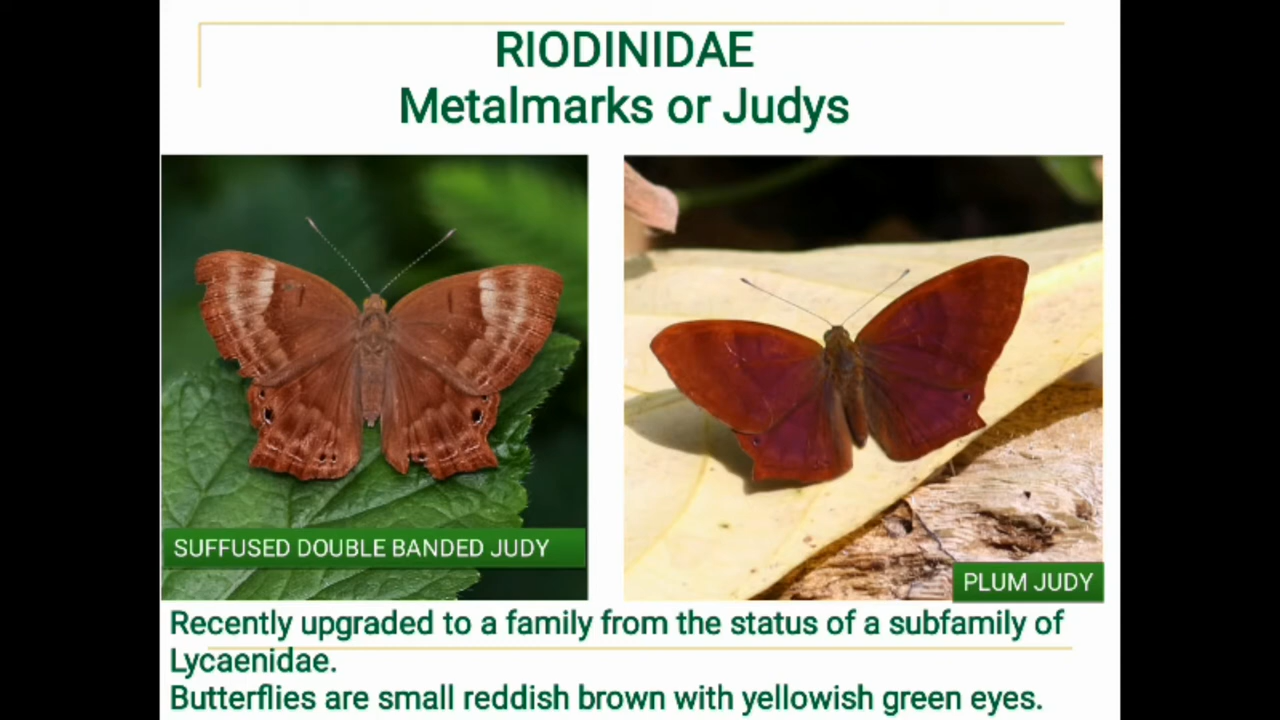 RIODINIDAE
Metalmarks or Judys
SUFFUSED DOUBLE BANDED JUDY
PLUM JUDY
Recently upgraded to a family from the status of a subfamily of
Lycaenidae.
Butterflies are small reddish brown with yellowish green eyes.